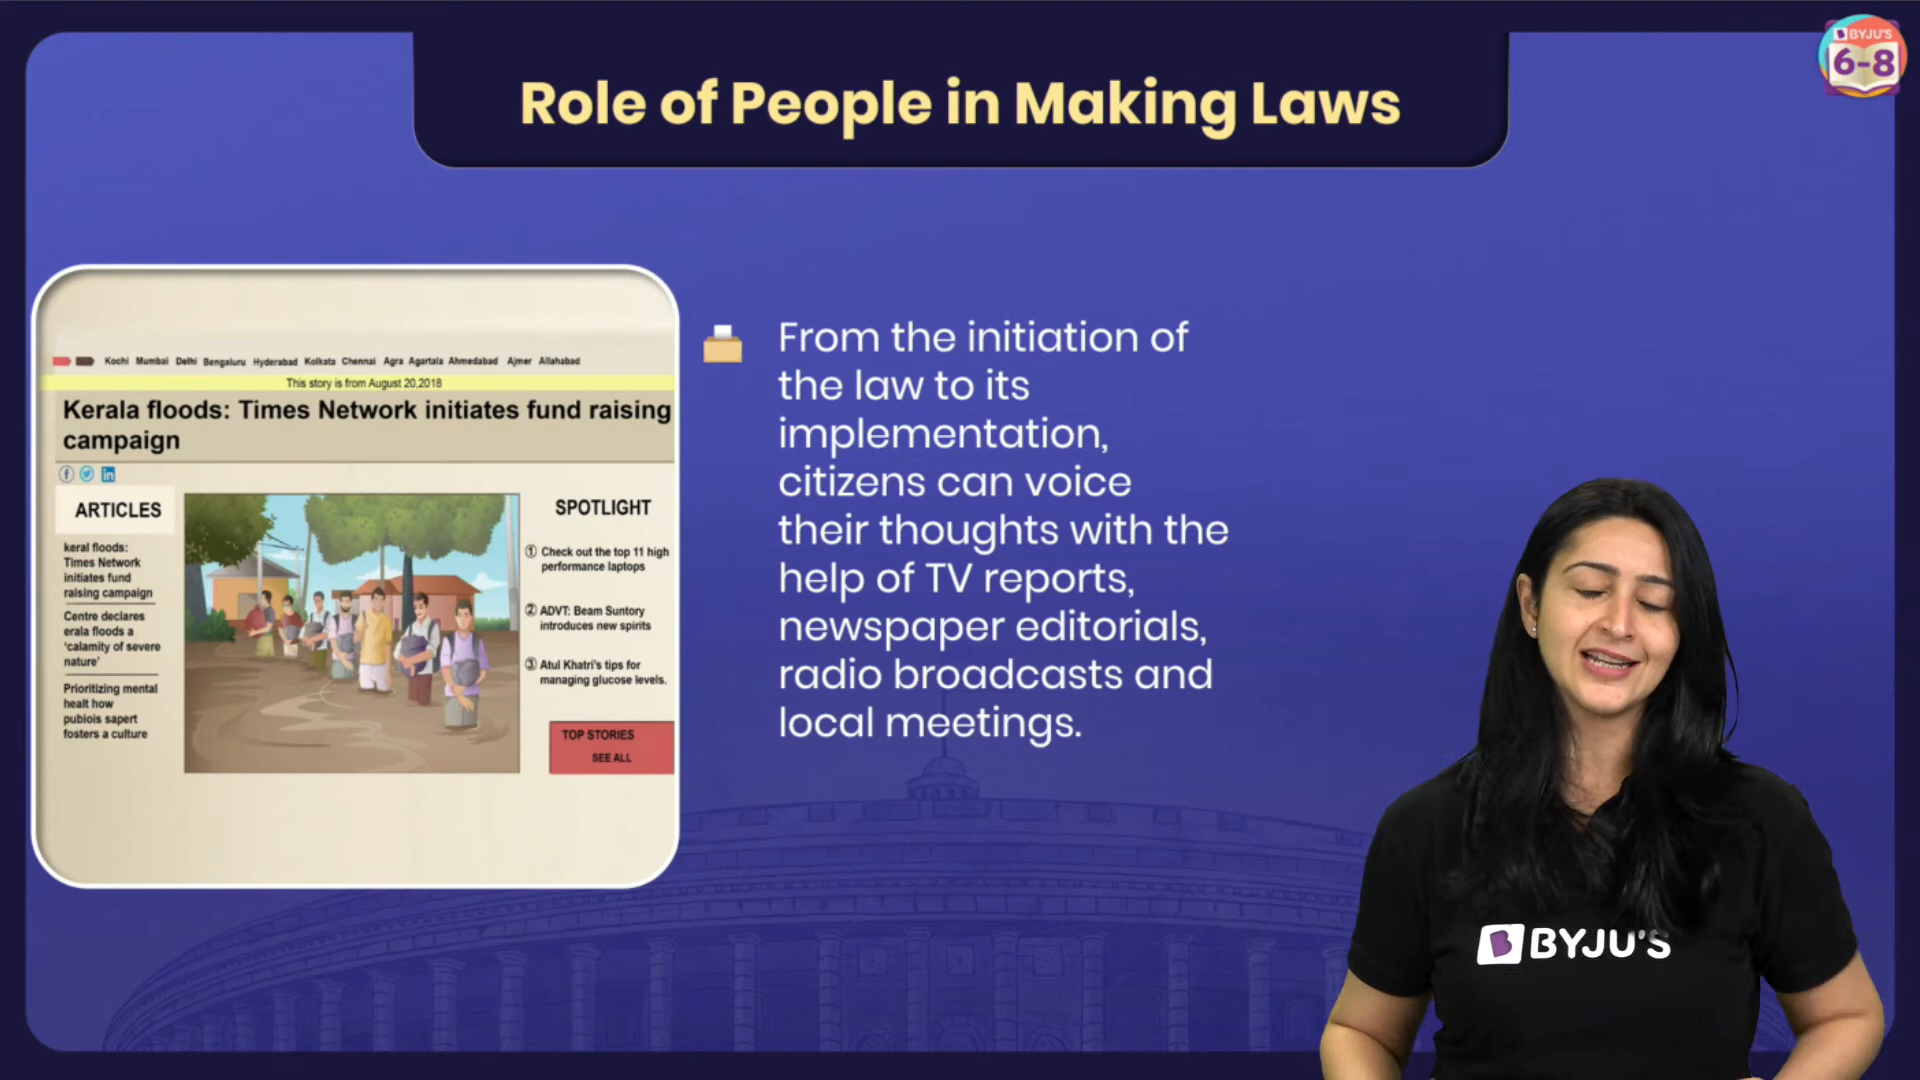 BYJU'S
6-8
Role of People in Making Laws
Kochi Mumbai Delhi Bengaluru Hyderabad Kolkata Chennai Agra Agartala Ahmedabad Ajmer Allahabad
This story is from August 20,2018
Kerala floods: Times Network initiates fund raising
campaign
f in
ARTICLES
keral floods:
Times Network
initiates fund
raising campaign
Centre declares
erala floods a
'calamity of severe
nature'
Prioritizing mental
healt how
pubiois sapert
fosters a culture
SPOTLIGHT
1 Check out the top 11 high
performance laptops
2 ADVT: Beam Suntory
introduces new spirits
3 Atul Khatri's tips for
managing glucose levels.
TOP STORIES
SEE ALL
From the initiation of
the law to its
implementation,
citizens can voice
their thoughts with the
help of TV reports,
newspaper editorials,
radio broadcasts and
local meetings.
B BYJU'S